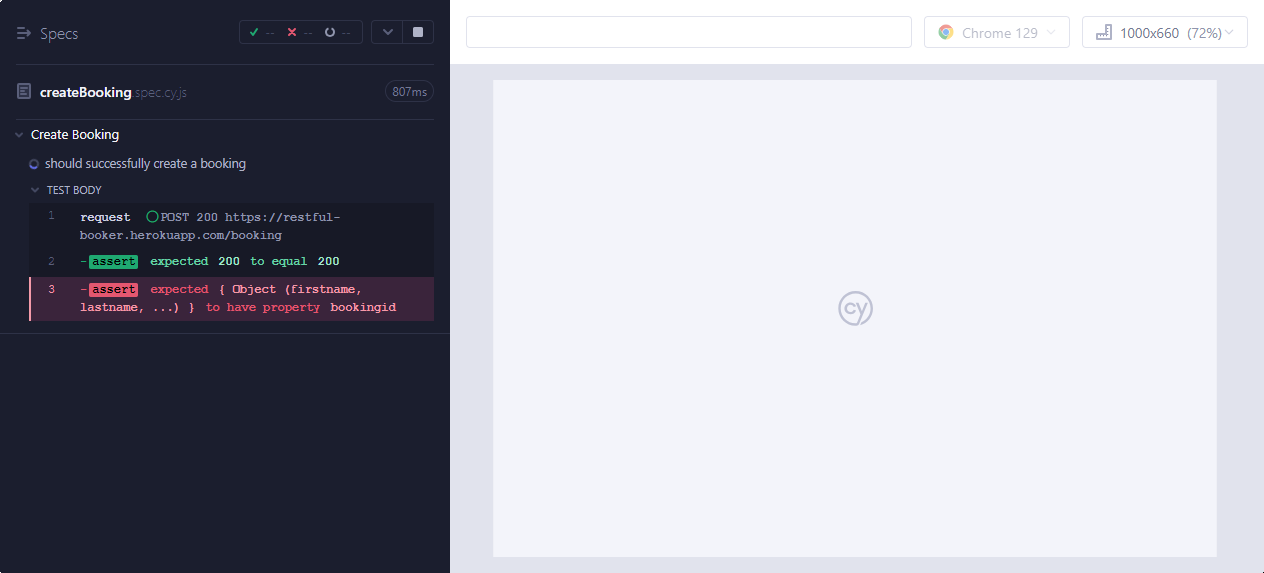 Specs
-- -- --
createBooking.spec.cy.js 807ms
Create Booking
should successfully create a booking
TEST BODY
1 request POST 200 https://restful-
booker.herokuapp.com/booking
2 -assert expected 200 to equal 200
3 -assert expected { Object (firstname,
lastname, ...) } to have property bookingid
Chrome 129
1000x660 (72%)
cy